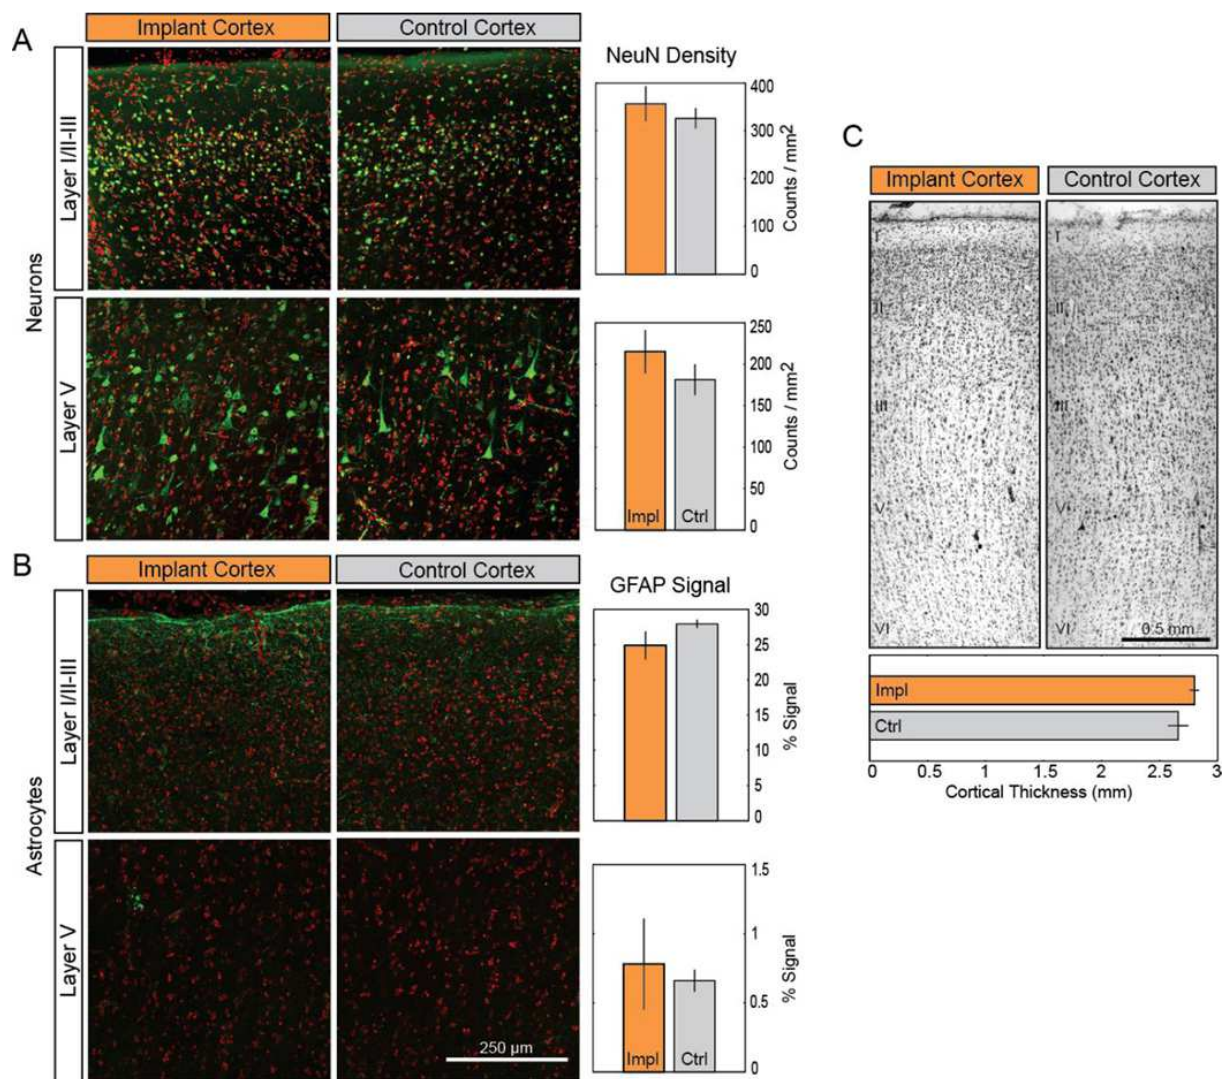 A
Implant Cortex
Control Cortex
Neurons
Layer I/II-III
NeuN Density
400
300
200
100
0
Counts / mm2
Layer V
250
200
150
100
50
0
Counts / mm2
Impl
Ctrl
B
Implant Cortex
Control Cortex
Astrocytes
Layer I/II-III
GFAP Signal
30
25
20
15
10
5
0
% Signal
Layer V
250 µm
1.5
1
0.5
0
% Signal
Impl
Ctrl
C
Implant Cortex
Control Cortex
I
II
III
V
VI
I
II
III
V
VI
0.5 mm
Impl
Ctrl
0 0.5 1 1.5 2 2.5 3
Cortical Thickness (mm)